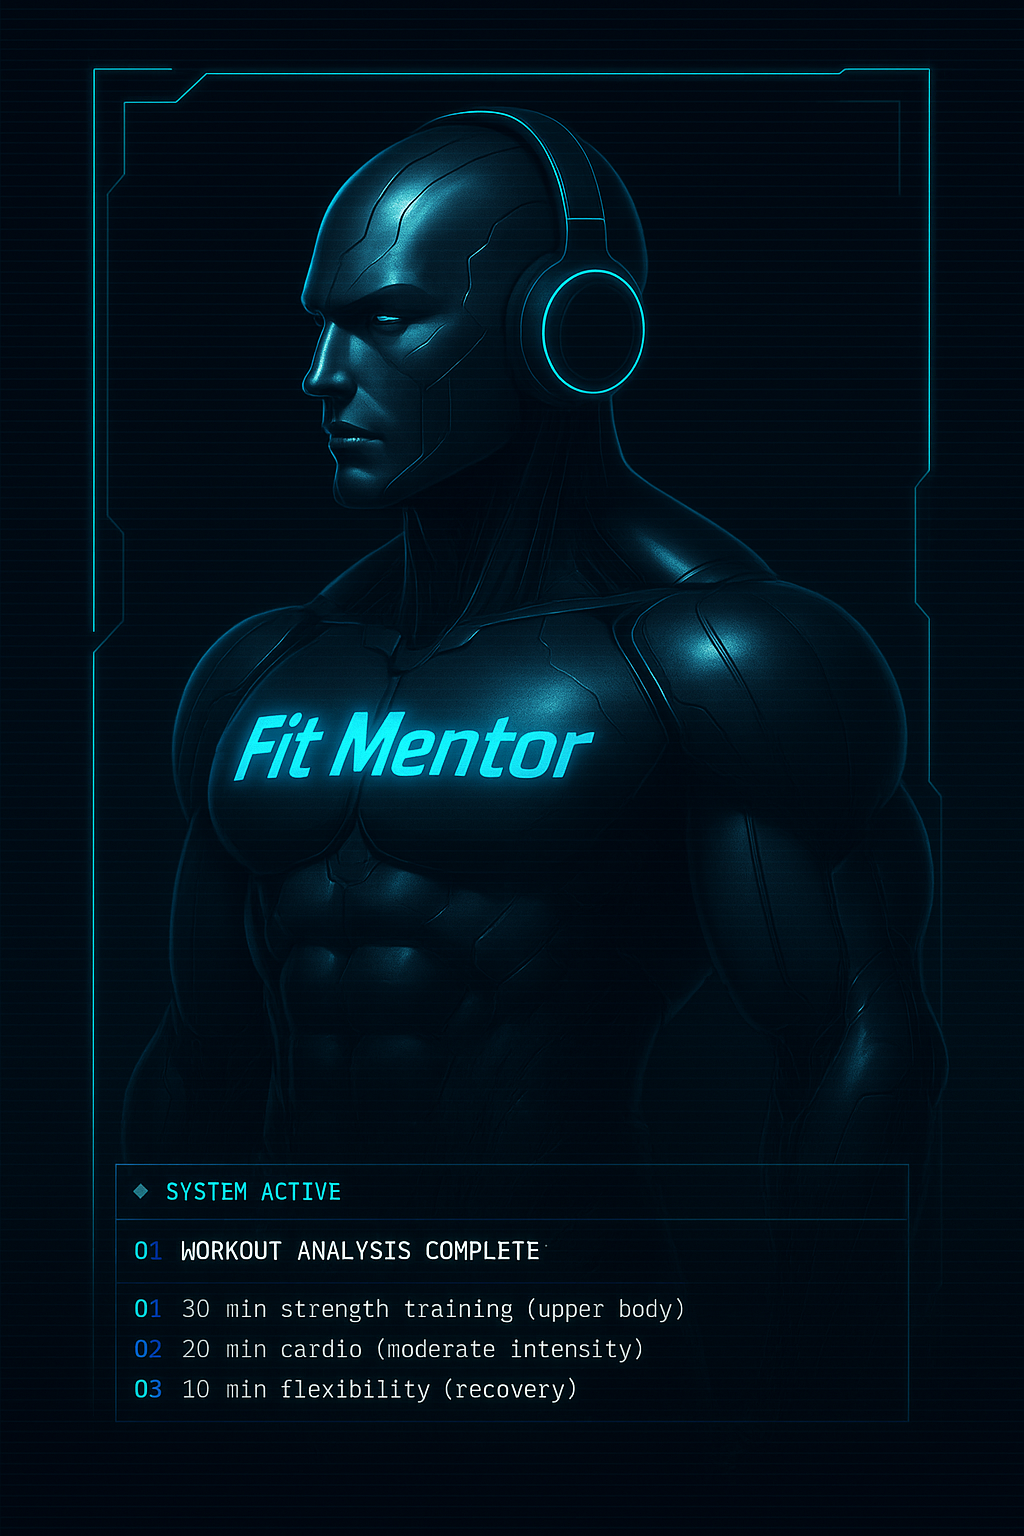 Fit Mentor
SYSTEM ACTIVE
01 WORKOUT ANALYSIS COMPLETE
01 30 min strength training (upper body)
02 20 min cardio (moderate intensity)
03 10 min flexibility (recovery)